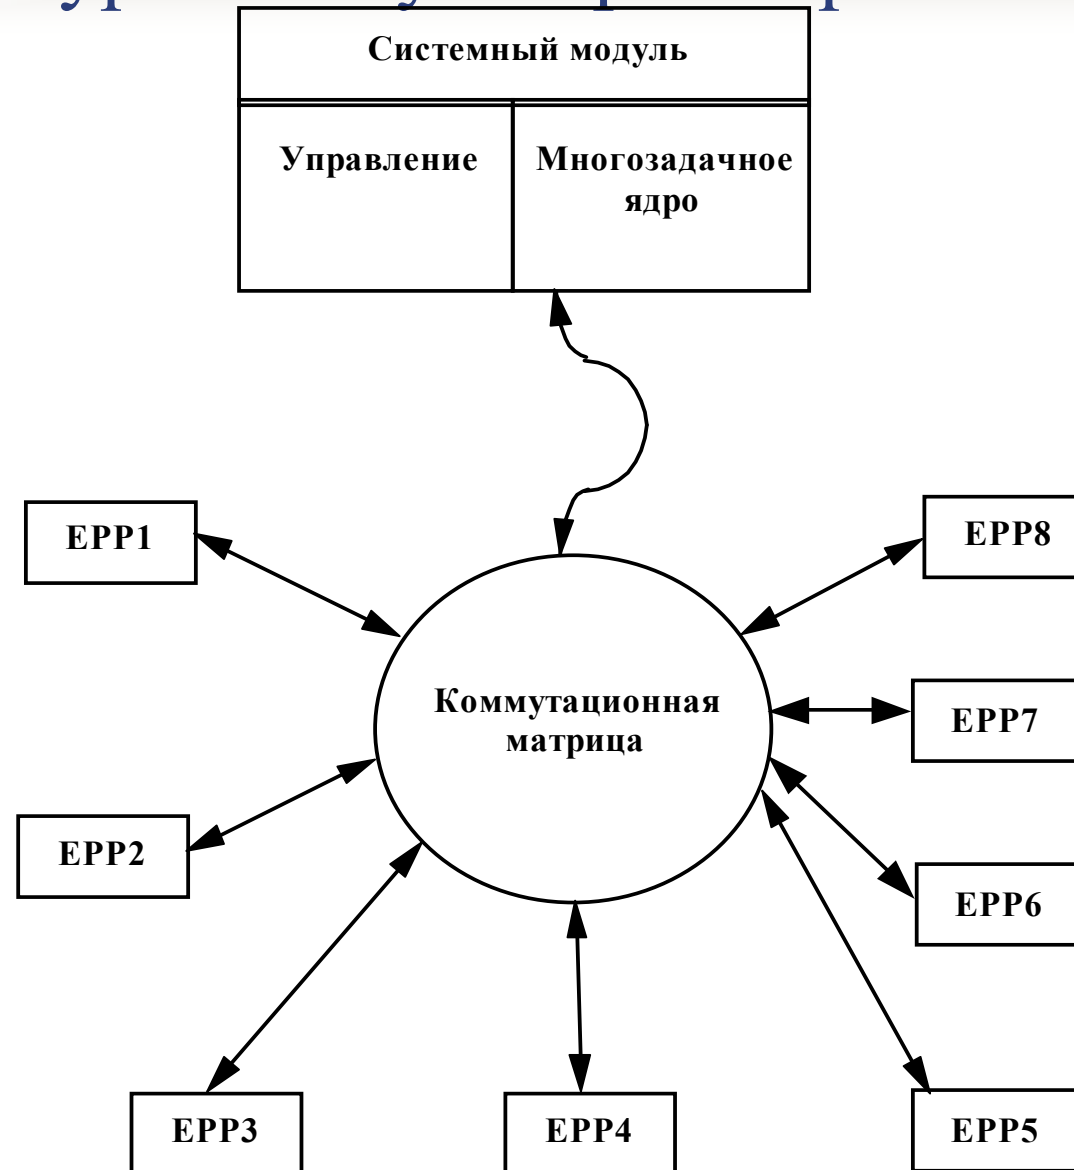 Системный модуль
Управление
Многозадачное
ядро
EPP1
EPP8
Коммутационная
матрица
EPP7
EPP2
EPP6
EPP3
EPP4
EPP5